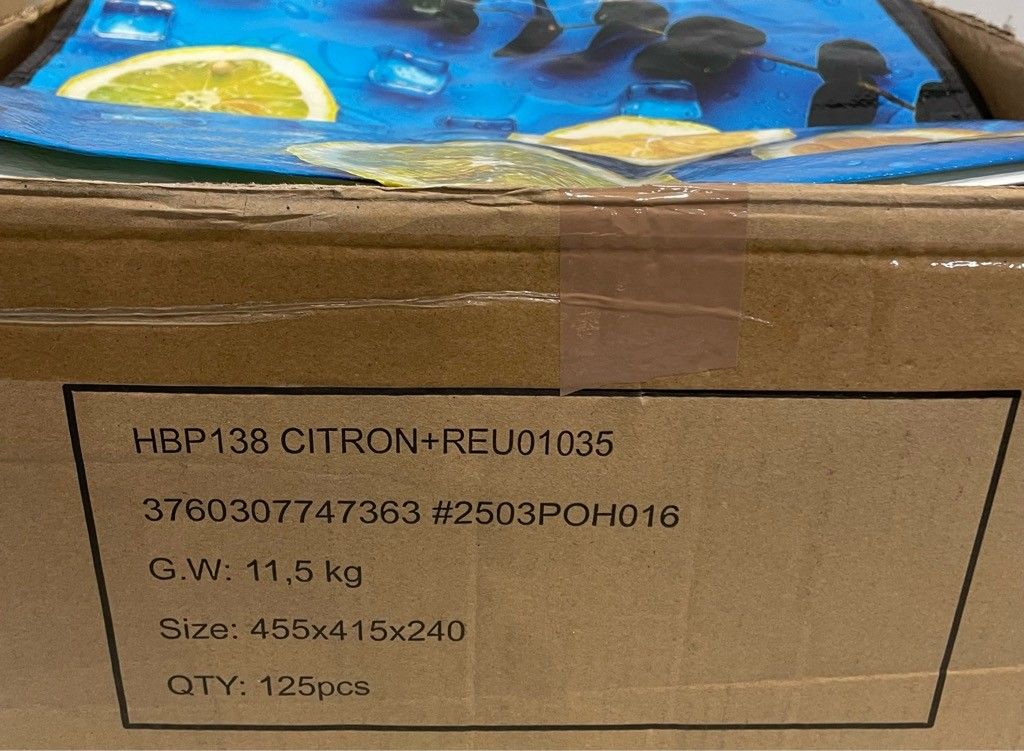 HBP138 CITRON+REU01035
3760307747363 #2503POH016
G.W: 11,5 kg
Size: 455x415x240
QTY: 125pcs